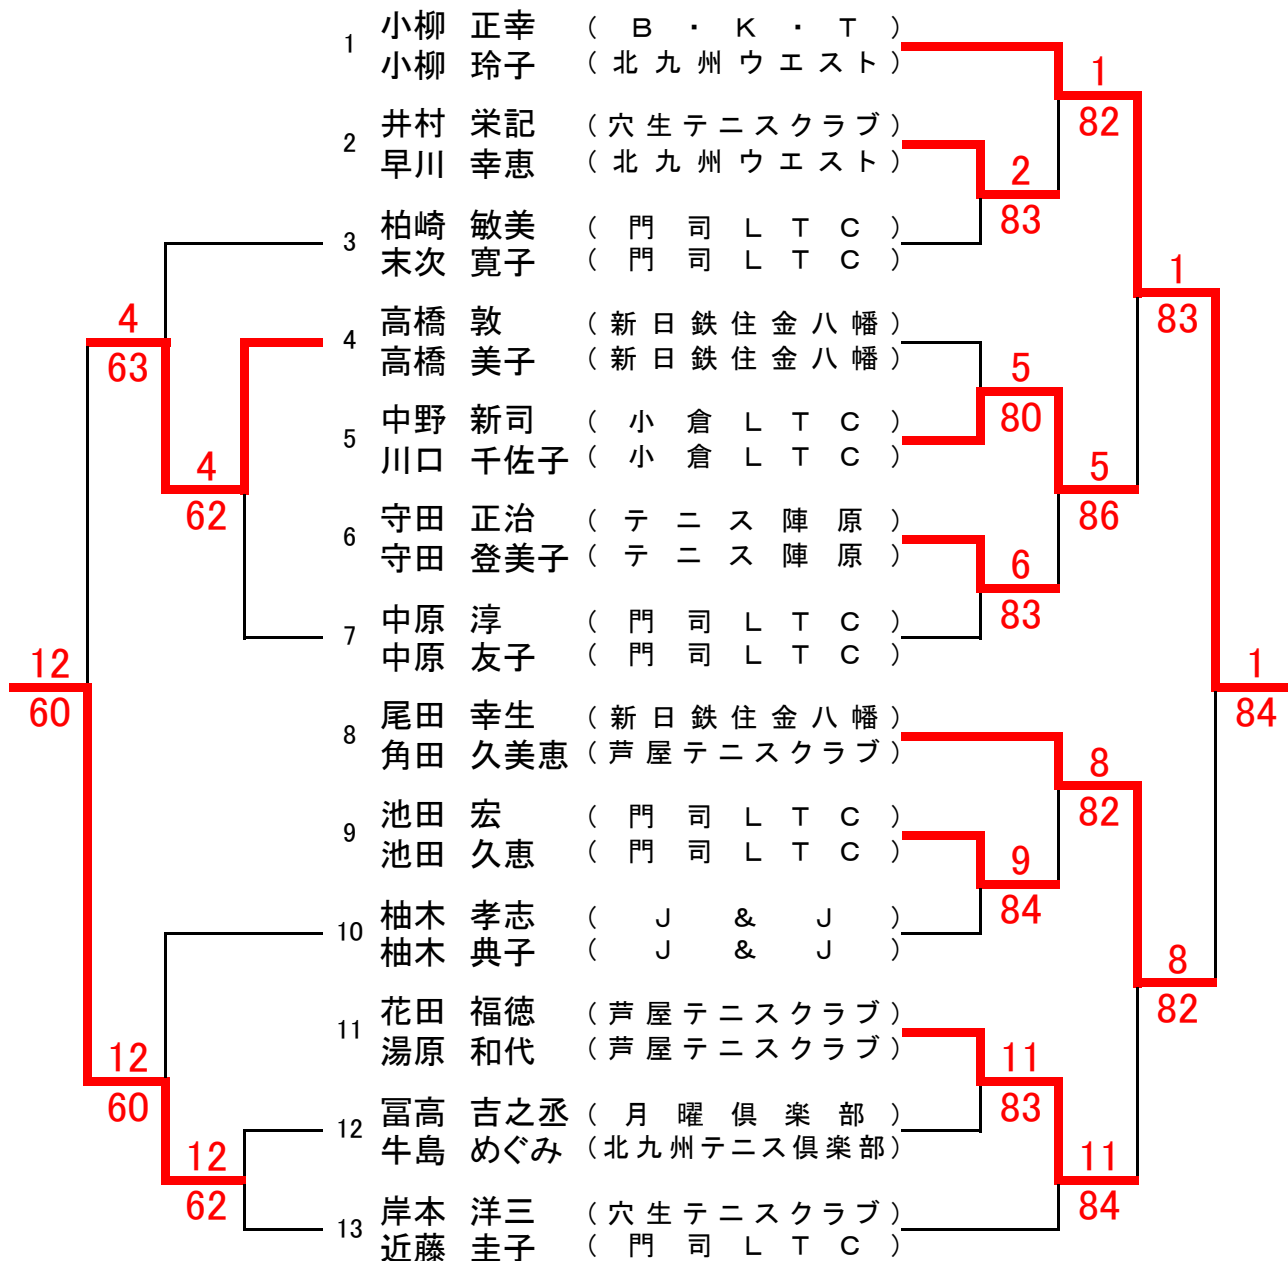 1 小柳 正幸 ( B ・ K ・ T )
小柳 玲子 ( 北九州ウエスト )
1
82
2 井村 栄記 ( 穴生テニスクラブ )
早川 幸恵 ( 北九州ウエスト )
2
83
3 柏崎 敏美 ( 門司LTC )
末次 寛子 ( 門司LTC )
1
83
4
63
4 高橋 敦 ( 新日鉄住金八幡 )
高橋 美子 ( 新日鉄住金八幡 )
5
80
5 中野 新司 ( 小倉LTC )
川口 千佐子 ( 小倉LTC )
4
62
5
86
6 守田 正治 ( テニス陣原 )
守田 登美子 ( テニス陣原 )
6
83
7 中原 淳 ( 門司LTC )
中原 友子 ( 門司LTC )
12
60
1
84
8 尾田 幸生 ( 新日鉄住金八幡 )
角田 久美恵 ( 芦屋テニスクラブ )
8
82
9 池田 宏 ( 門司LTC )
池田 久恵 ( 門司LTC )
9
84
10 柚木 孝志 ( J & J )
柚木 典子 ( J & J )
8
82
11 花田 福徳 ( 芦屋テニスクラブ )
湯原 和代 ( 芦屋テニスクラブ )
12
60
11
83
12 冨高 吉之丞 ( 月曜倶楽部 )
牛島 めぐみ ( 北九州テニス倶楽部 )
12
62
11
84
13 岸本 洋三 ( 穴生テニスクラブ )
近藤 圭子 ( 門司LTC )